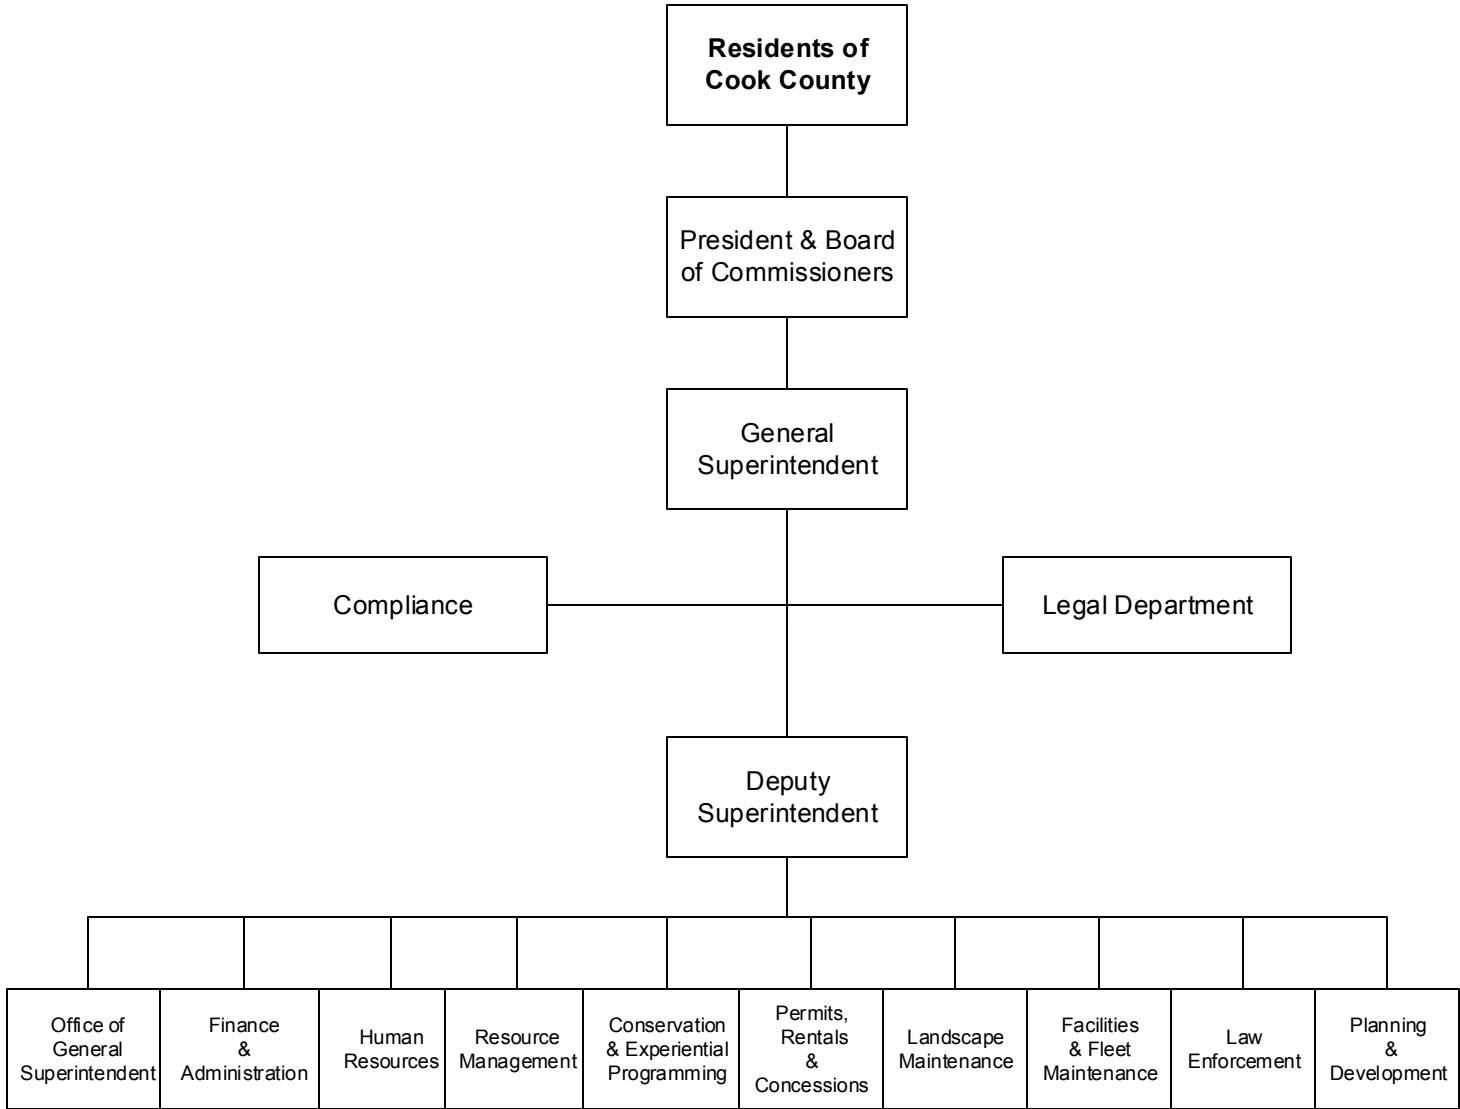 Residents of
Cook County
President & Board
of Commissioners
General
Superintendent
Compliance
Legal Department
Deputy
Superintendent
Office of
General
Superintendent
Finance
&
Administration
Human
Resources
Resource
Management
Conservation
& Experiential
Programming
Permits,
Rentals
&
Concessions
Landscape
Maintenance
Facilities
& Fleet
Maintenance
Law
Enforcement
Planning
&
Development